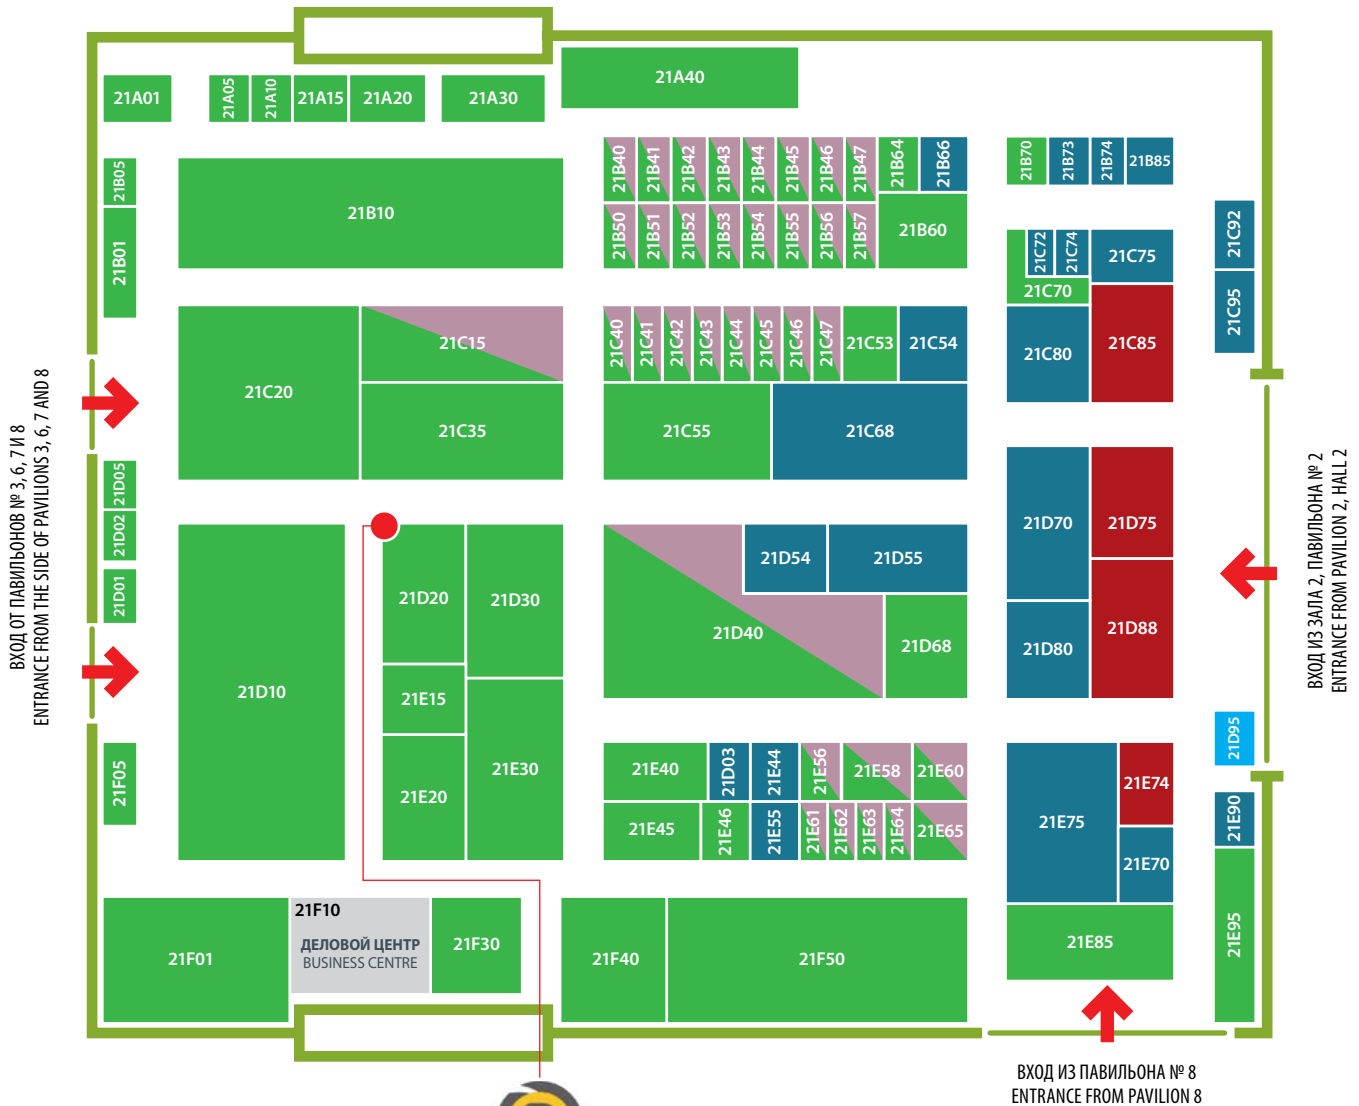 21A01
21A05
21A10
21A15
21A20
21A30
21A40
21B05
21B01
21B10
21B40
21B41
21B42
21B43
21B44
21B45
21B46
21B47
21B64
21B66
21B50
21B51
21B52
21B53
21B54
21B55
21B56
21B57
21B60
21B70
21B73
21B74
21B85
21C92
21C95
21C72
21C74
21C75
21C70
21C80
21C85
21C20
21C15
21C35
21C40
21C41
21C42
21C43
21C44
21C45
21C46
21C47
21C53
21C54
21C55
21C68
ВХОД ОТ ПАВИЛЬОНОВ № 3, 6, 7 И 8
ENTRANCE FROM THE SIDE OF PAVILIONS 3, 6, 7 AND 8
21D05
21D02
21D01
21F05
21D10
21D20
21D30
21E15
21E20
21E30
21D40
21D54
21D55
21D68
21D70
21D75
21D80
21D88
ВХОД ИЗ ЗАЛА 2, ПАВИЛЬОНА № 2
ENTRANCE FROM PAVILION 2, HALL 2
21D95
21E40
21D03
21E44
21E56
21E58
21E60
21E45
21E46
21E55
21E61
21E62
21E63
21E64
21E65
21E75
21E74
21E70
21E90
21E95
21E85
21F01
21F10
ДЕЛОВОЙ ЦЕНТР
BUSINESS CENTRE
21F30
21F40
21F50
ВХОД ИЗ ПАВИЛЬОНА № 8
ENTRANCE FROM PAVILION 8